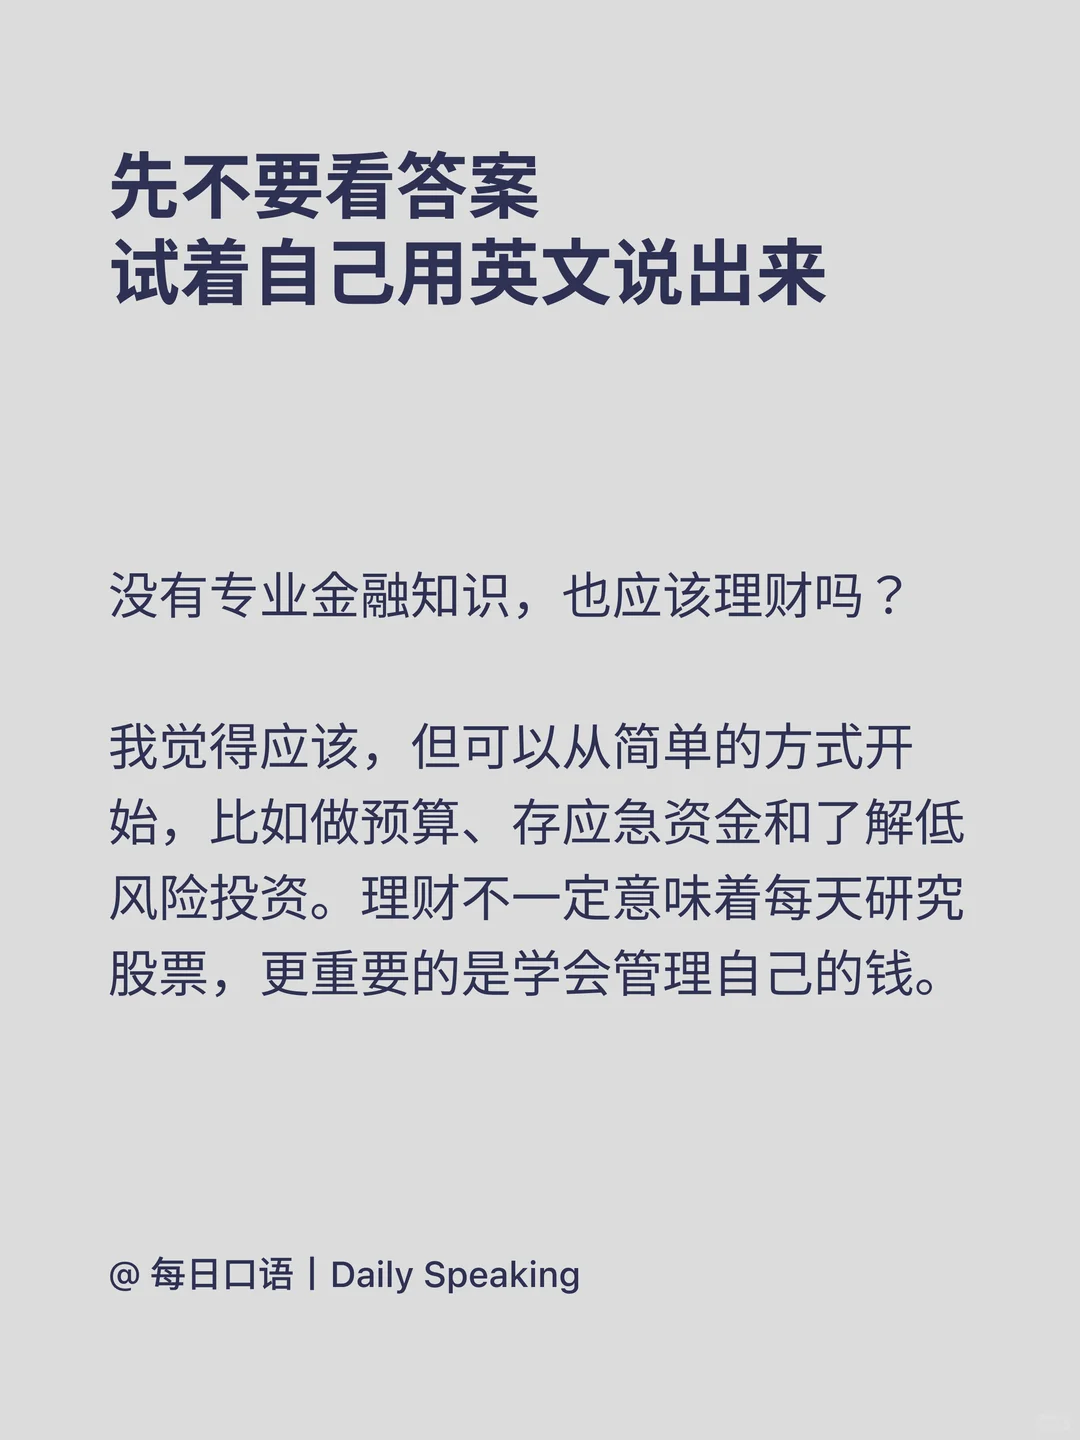 先不要看答案
试着自己用英文说出来
没有专业金融知识，也应该理财吗？
我觉得应该，但可以从简单的方式开
始，比如做预算、存应急资金和了解低
风险投资。理财不一定意味着每天研究
股票，更重要的是学会管理自己的钱。
@ 每日口语丨Daily Speaking